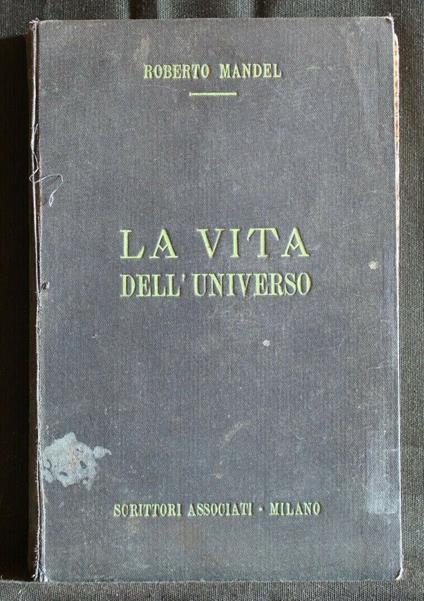 ROBERTO MANDEL
LA VITA
DELL'UNIVERSO
SCRITTORI ASSOCIATI - MILANO